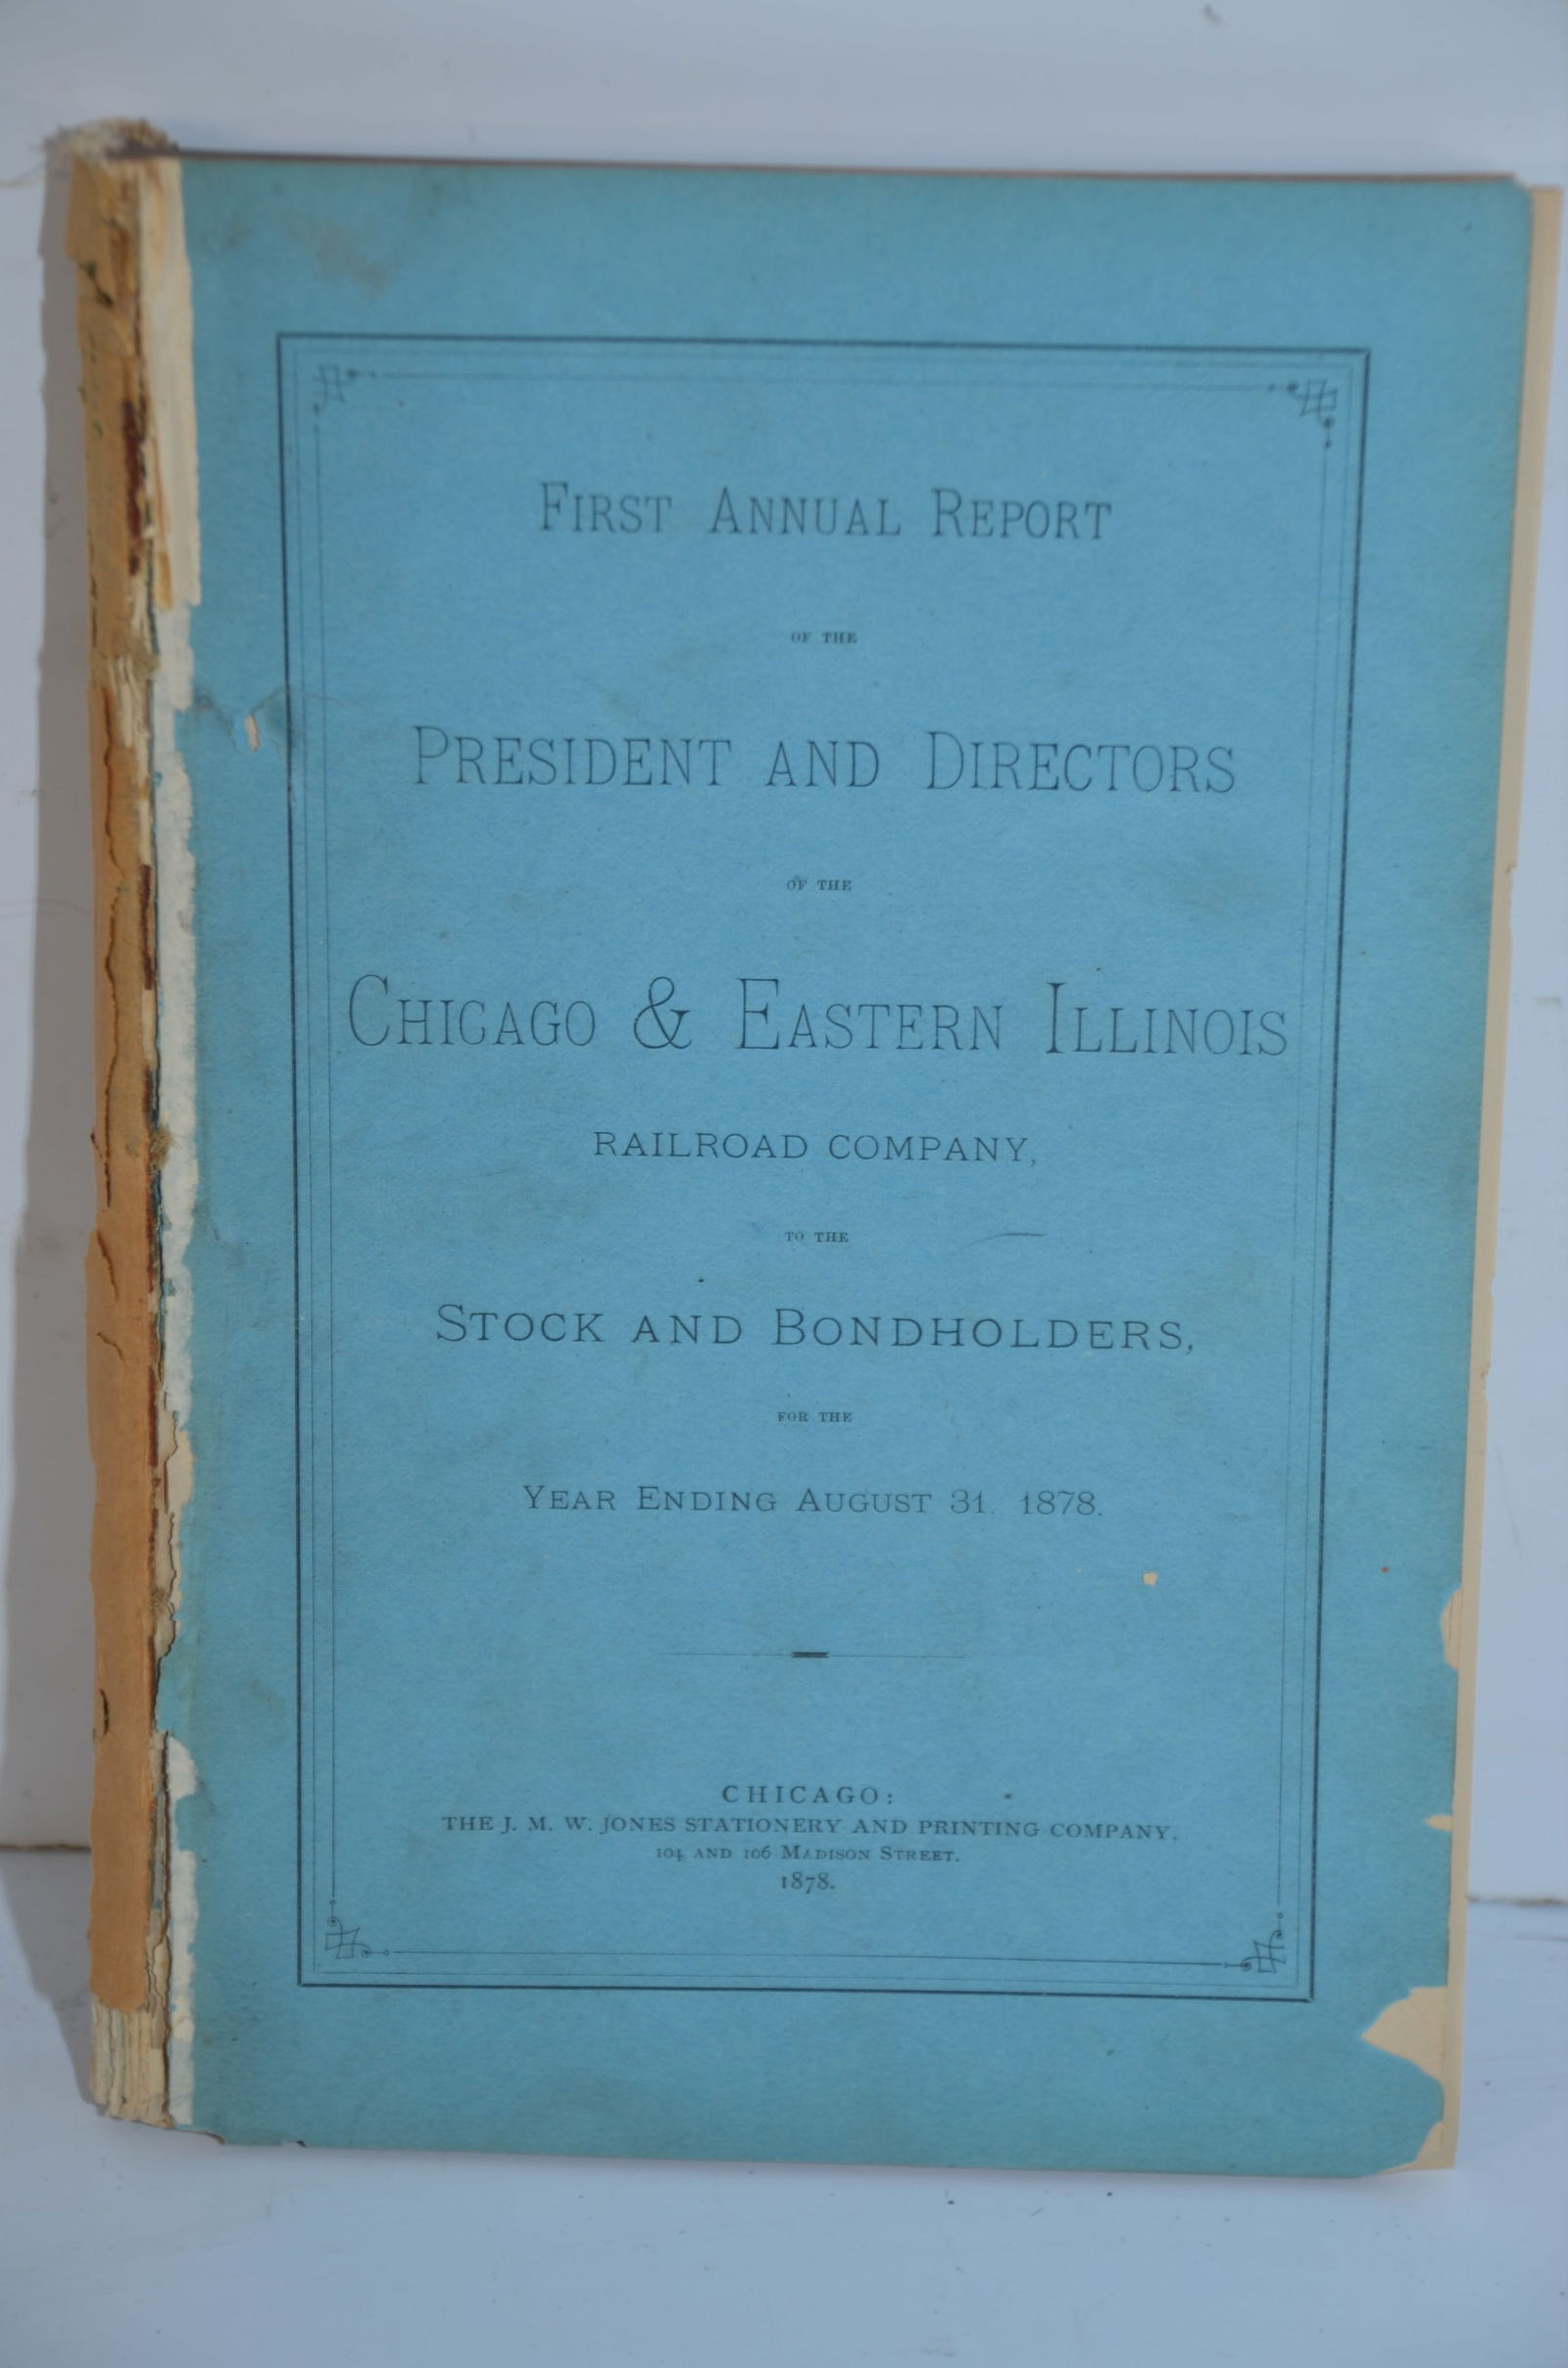 First Annual Report
OF THE
President and Directors
OF THE
Chicago & Eastern Illinois
RAILROAD COMPANY,
TO THE
Stock and Bondholders,
FOR THE
Year Ending August 31. 1878.
CHICAGO:
THE J. M. W. JONES STATIONERY AND PRINTING COMPANY,
104 AND 106 MADISON STREET.
1878.